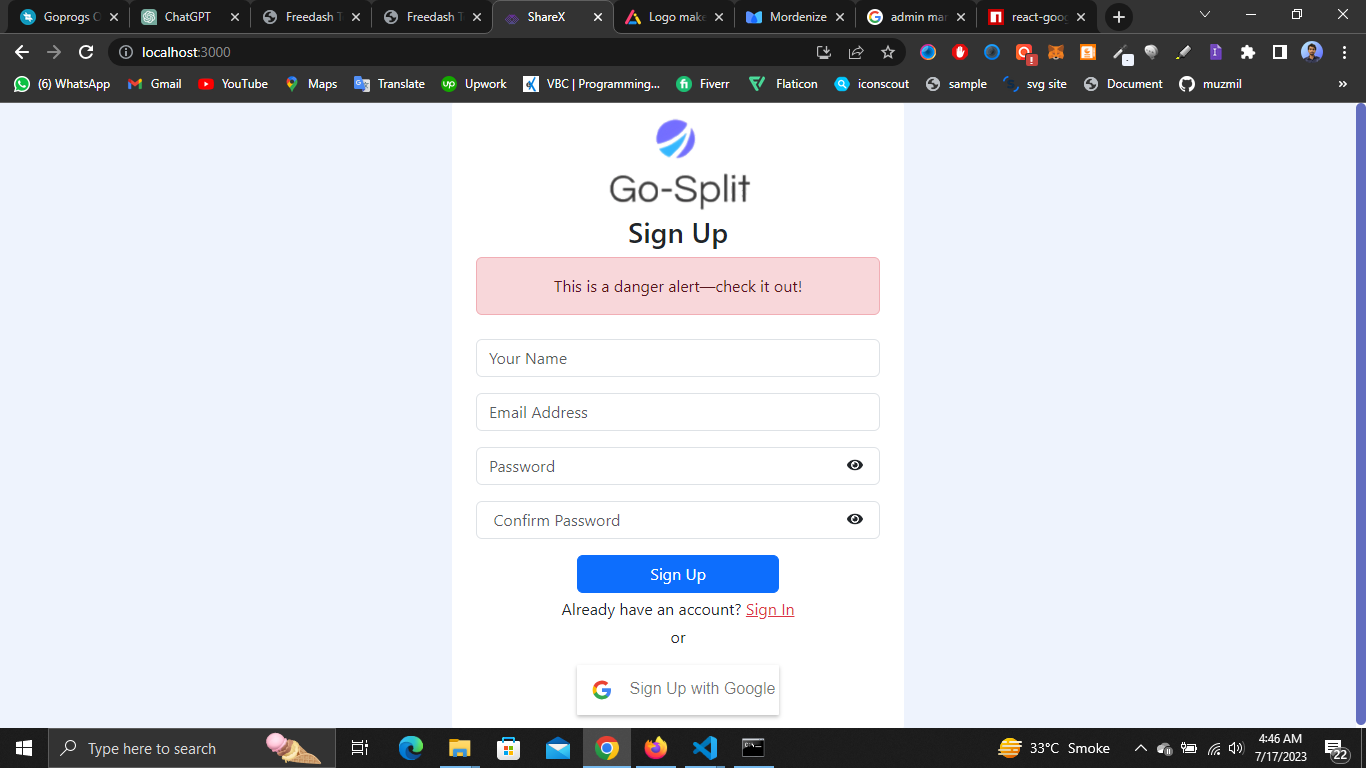 Goprogs C
ChatGPT
Freedash T
Freedash T
ShareX
Logo make
Mordenize
admin mar
react-goog
localhost:3000
(6) WhatsApp
Gmail
YouTube
Maps
Translate
Upwork
VBC | Programming...
Fiverr
Flaticon
iconscout
sample
svg site
Document
muzmil
»
Go-Split
Sign Up
This is a danger alert—check it out!
Your Name
Email Address
Password
Confirm Password
Sign Up
Already have an account? Sign In
or
Sign Up with Google
Type here to search
33°C Smoke
4:46 AM
7/17/2023
22